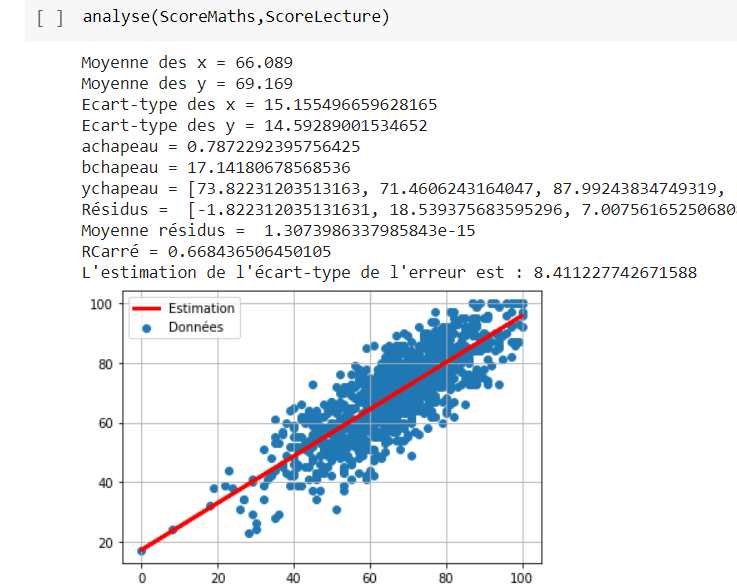 [ ] analyse(ScoreMaths,ScoreLecture)
Moyenne des x = 66.089
Moyenne des y = 69.169
Ecart-type des x = 15.155496659628165
Ecart-type des y = 14.59289001534652
achapeau = 0.7872292395756425
bchapeau = 17.14180678568536
ychapeau = [73.82231203513163, 71.4606243164047, 87.99243834749319,
Résidus =  [-1.822312035131631, 18.539375683595296, 7.00756165250680
Moyenne résidus =  1.3073986337985843e-15
RCarré = 0.668436506450105
L'estimation de l'écart-type de l'erreur est : 8.411227742671588
Estimation
Données
100
80
60
40
20
0 20 40 60 80 100